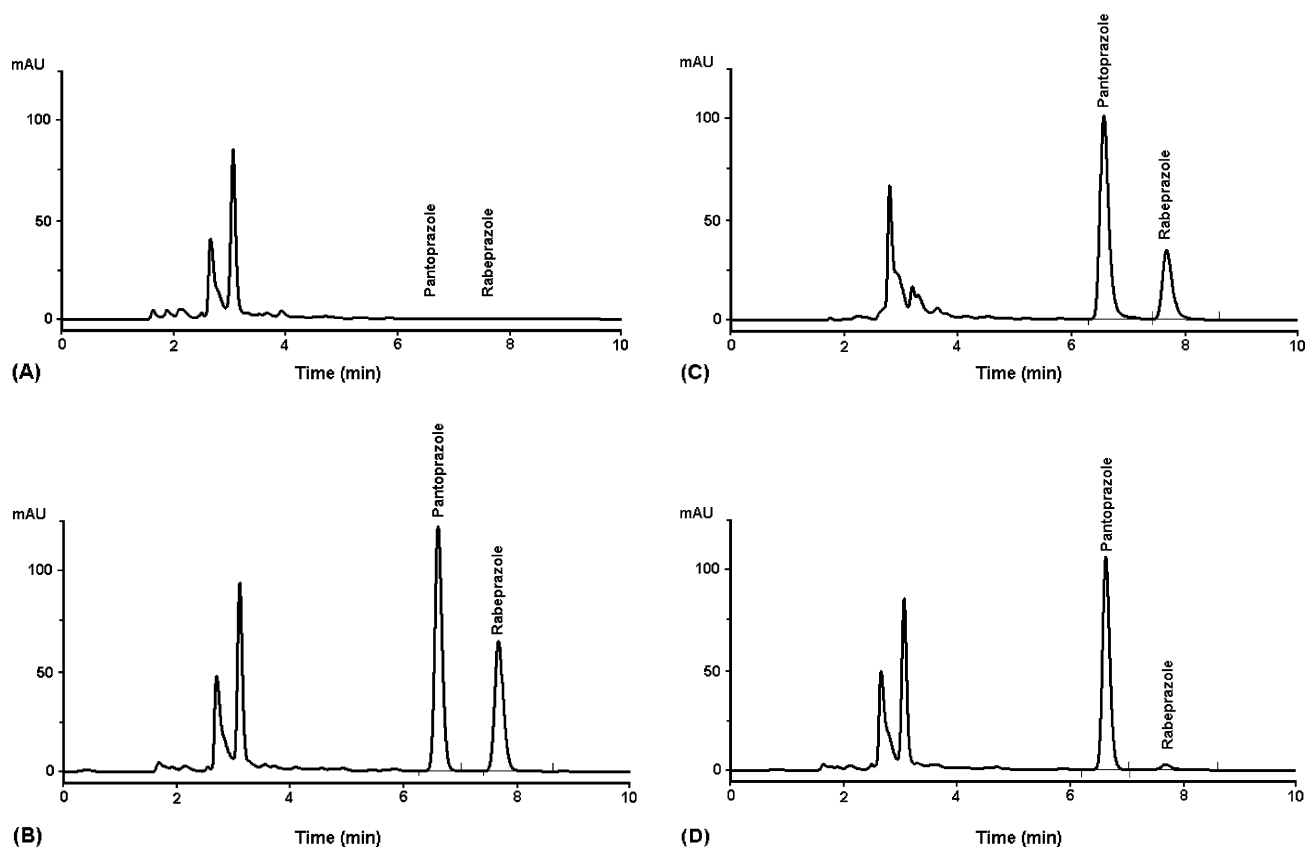 mAU
100
50
0
Pantoprazole
Rabeprazole
0 2 4 6 8 10
(A) Time (min)
mAU
100
50
0
Pantoprazole
Rabeprazole
0 2 4 6 8 10
(C) Time (min)
mAU
100
50
0
Pantoprazole
Rabeprazole
0 2 4 6 8 10
(B) Time (min)
mAU
100
50
0
Pantoprazole
Rabeprazole
0 2 4 6 8 10
(D) Time (min)